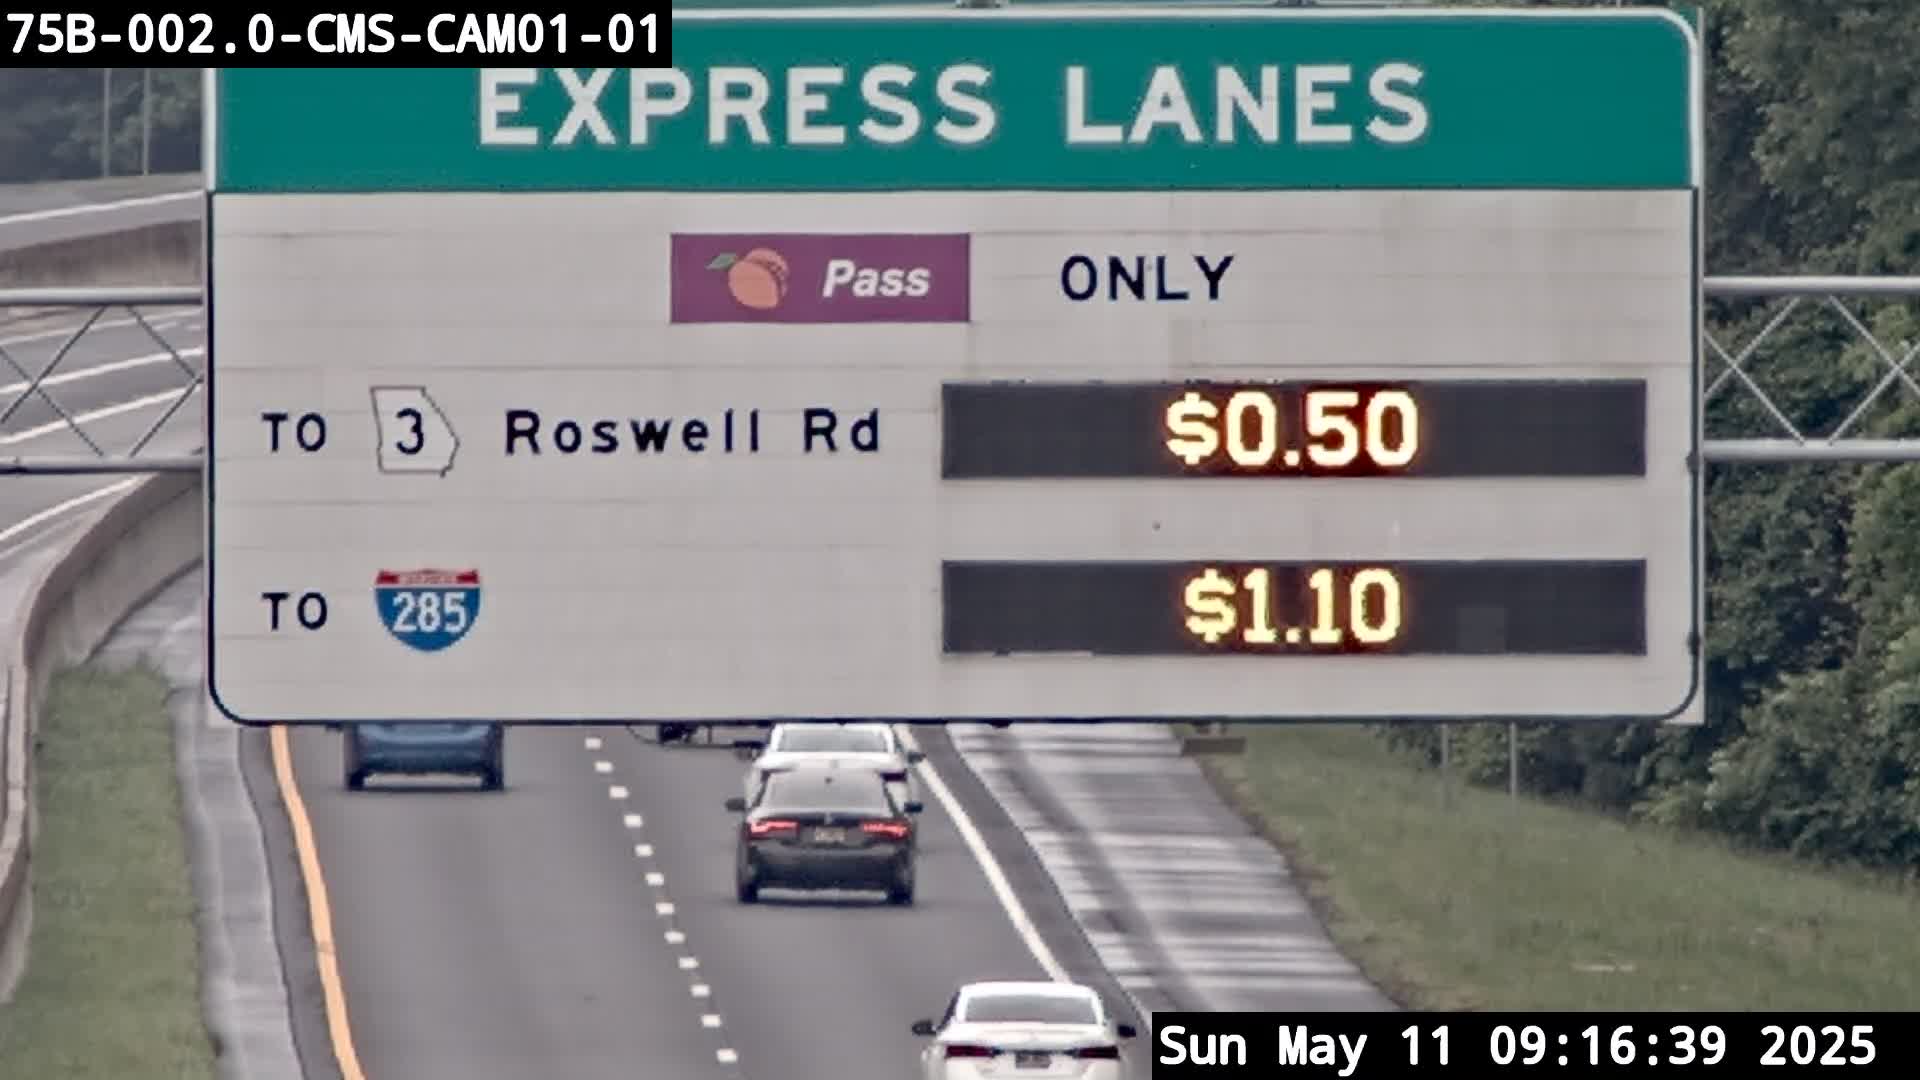 75B-002.0-CMS-CAM01-01
EXPRESS LANES
Pass ONLY
TO 3 Roswell Rd $0.50
TO 285 $1.10
Sun May 11 09:16:39 2025